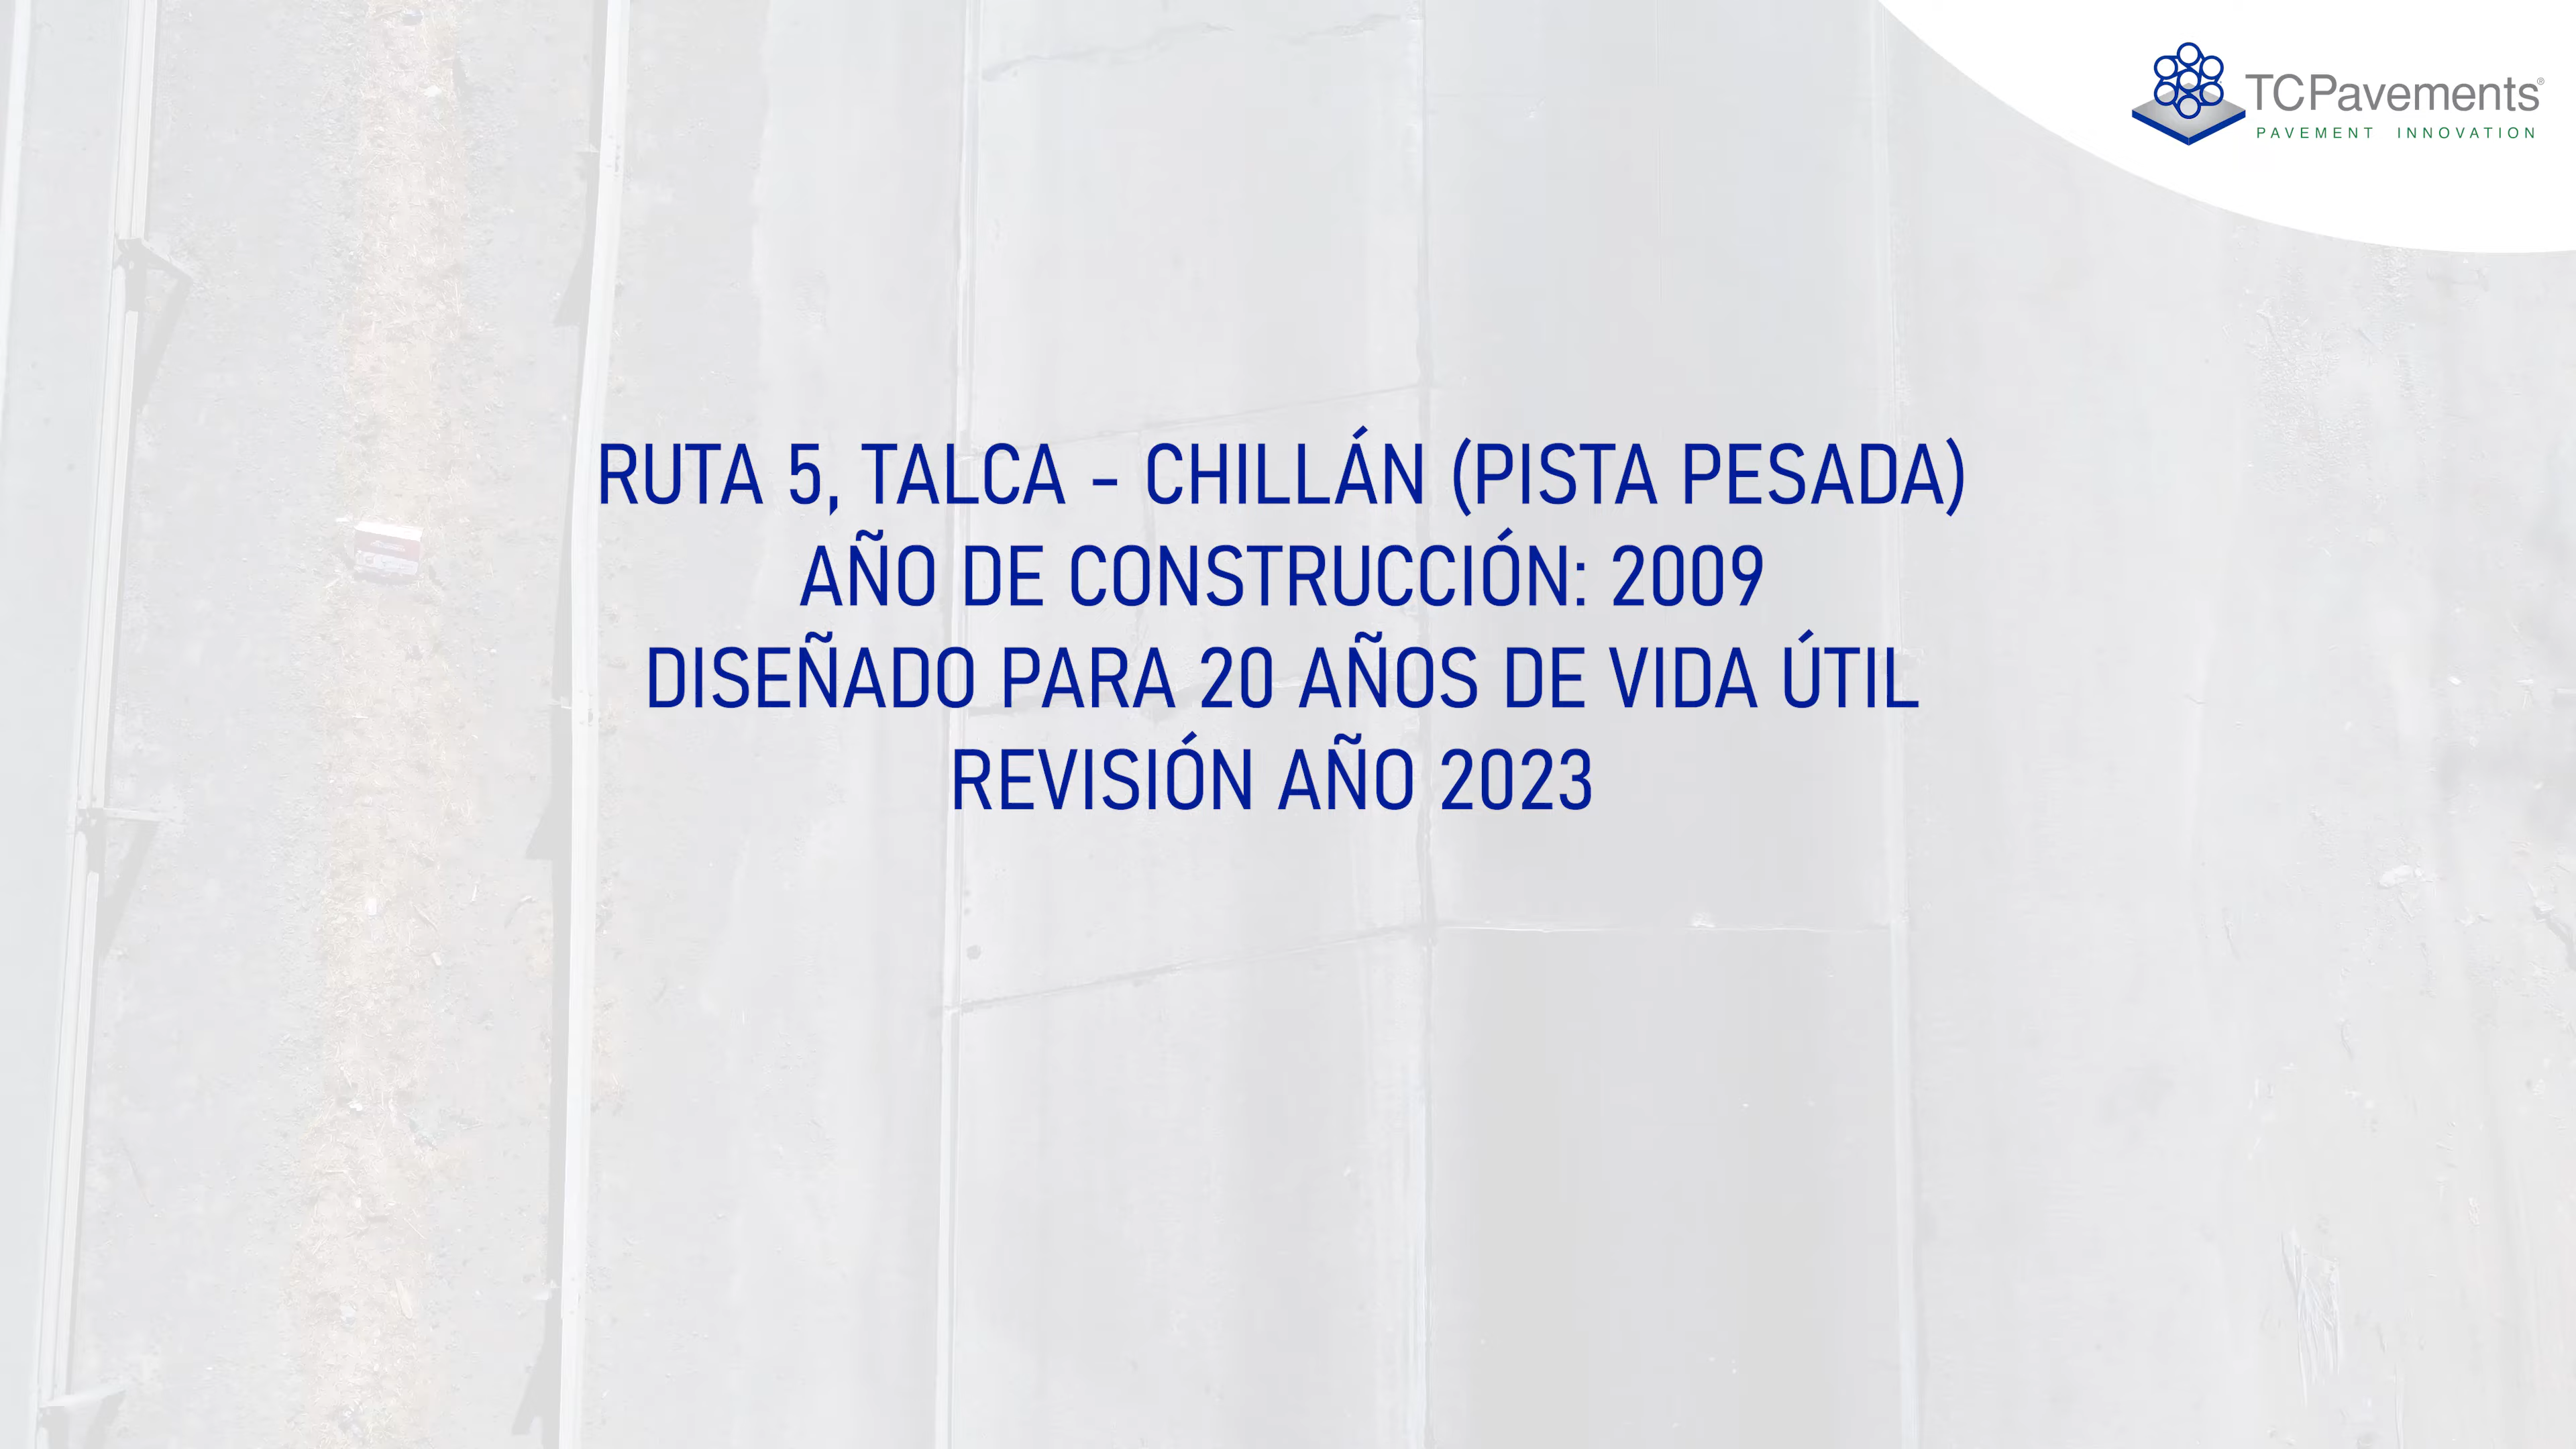 TCPavements®
PAVEMENT INNOVATION
RUTA 5, TALCA - CHILLÁN (PISTA PESADA)
AÑO DE CONSTRUCCIÓN: 2009
DISEÑADO PARA 20 AÑOS DE VIDA ÚTIL
REVISIÓN AÑO 2023